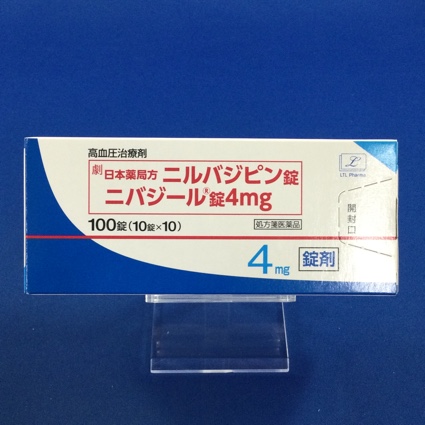 高血圧治療剤
劇 日本薬局方 ニルバジピン錠
ニバジール®錠4mg
100錠(10錠×10)
処方箋医薬品
4mg
錠剤
LTL Pharma
開封口